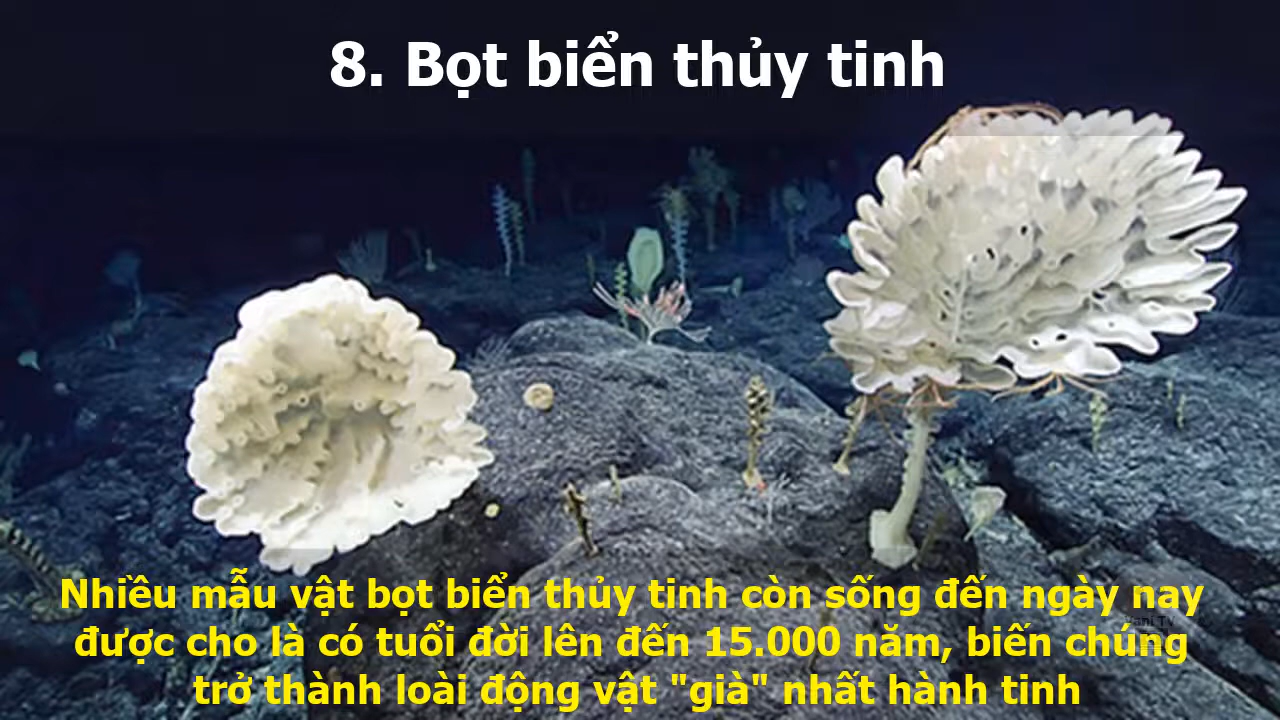 8. Bọt biển thủy tinh
Nhiều mẫu vật bọt biển thủy tinh còn sống đến ngày nay
được cho là có tuổi đời lên đến 15.000 năm, biến chúng
trở thành loài động vật "già" nhất hành tinh